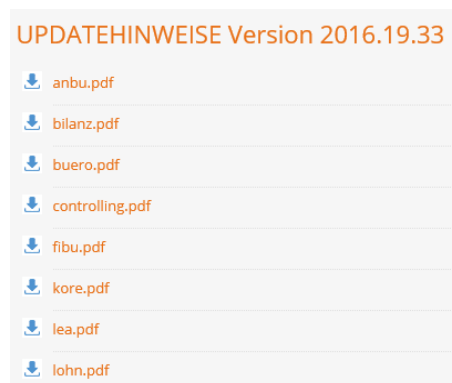 UPDATEHINWEISE Version 2016.19.33
anbu.pdf
bilanz.pdf
buero.pdf
controlling.pdf
fibu.pdf
kore.pdf
lea.pdf
lohn.pdf